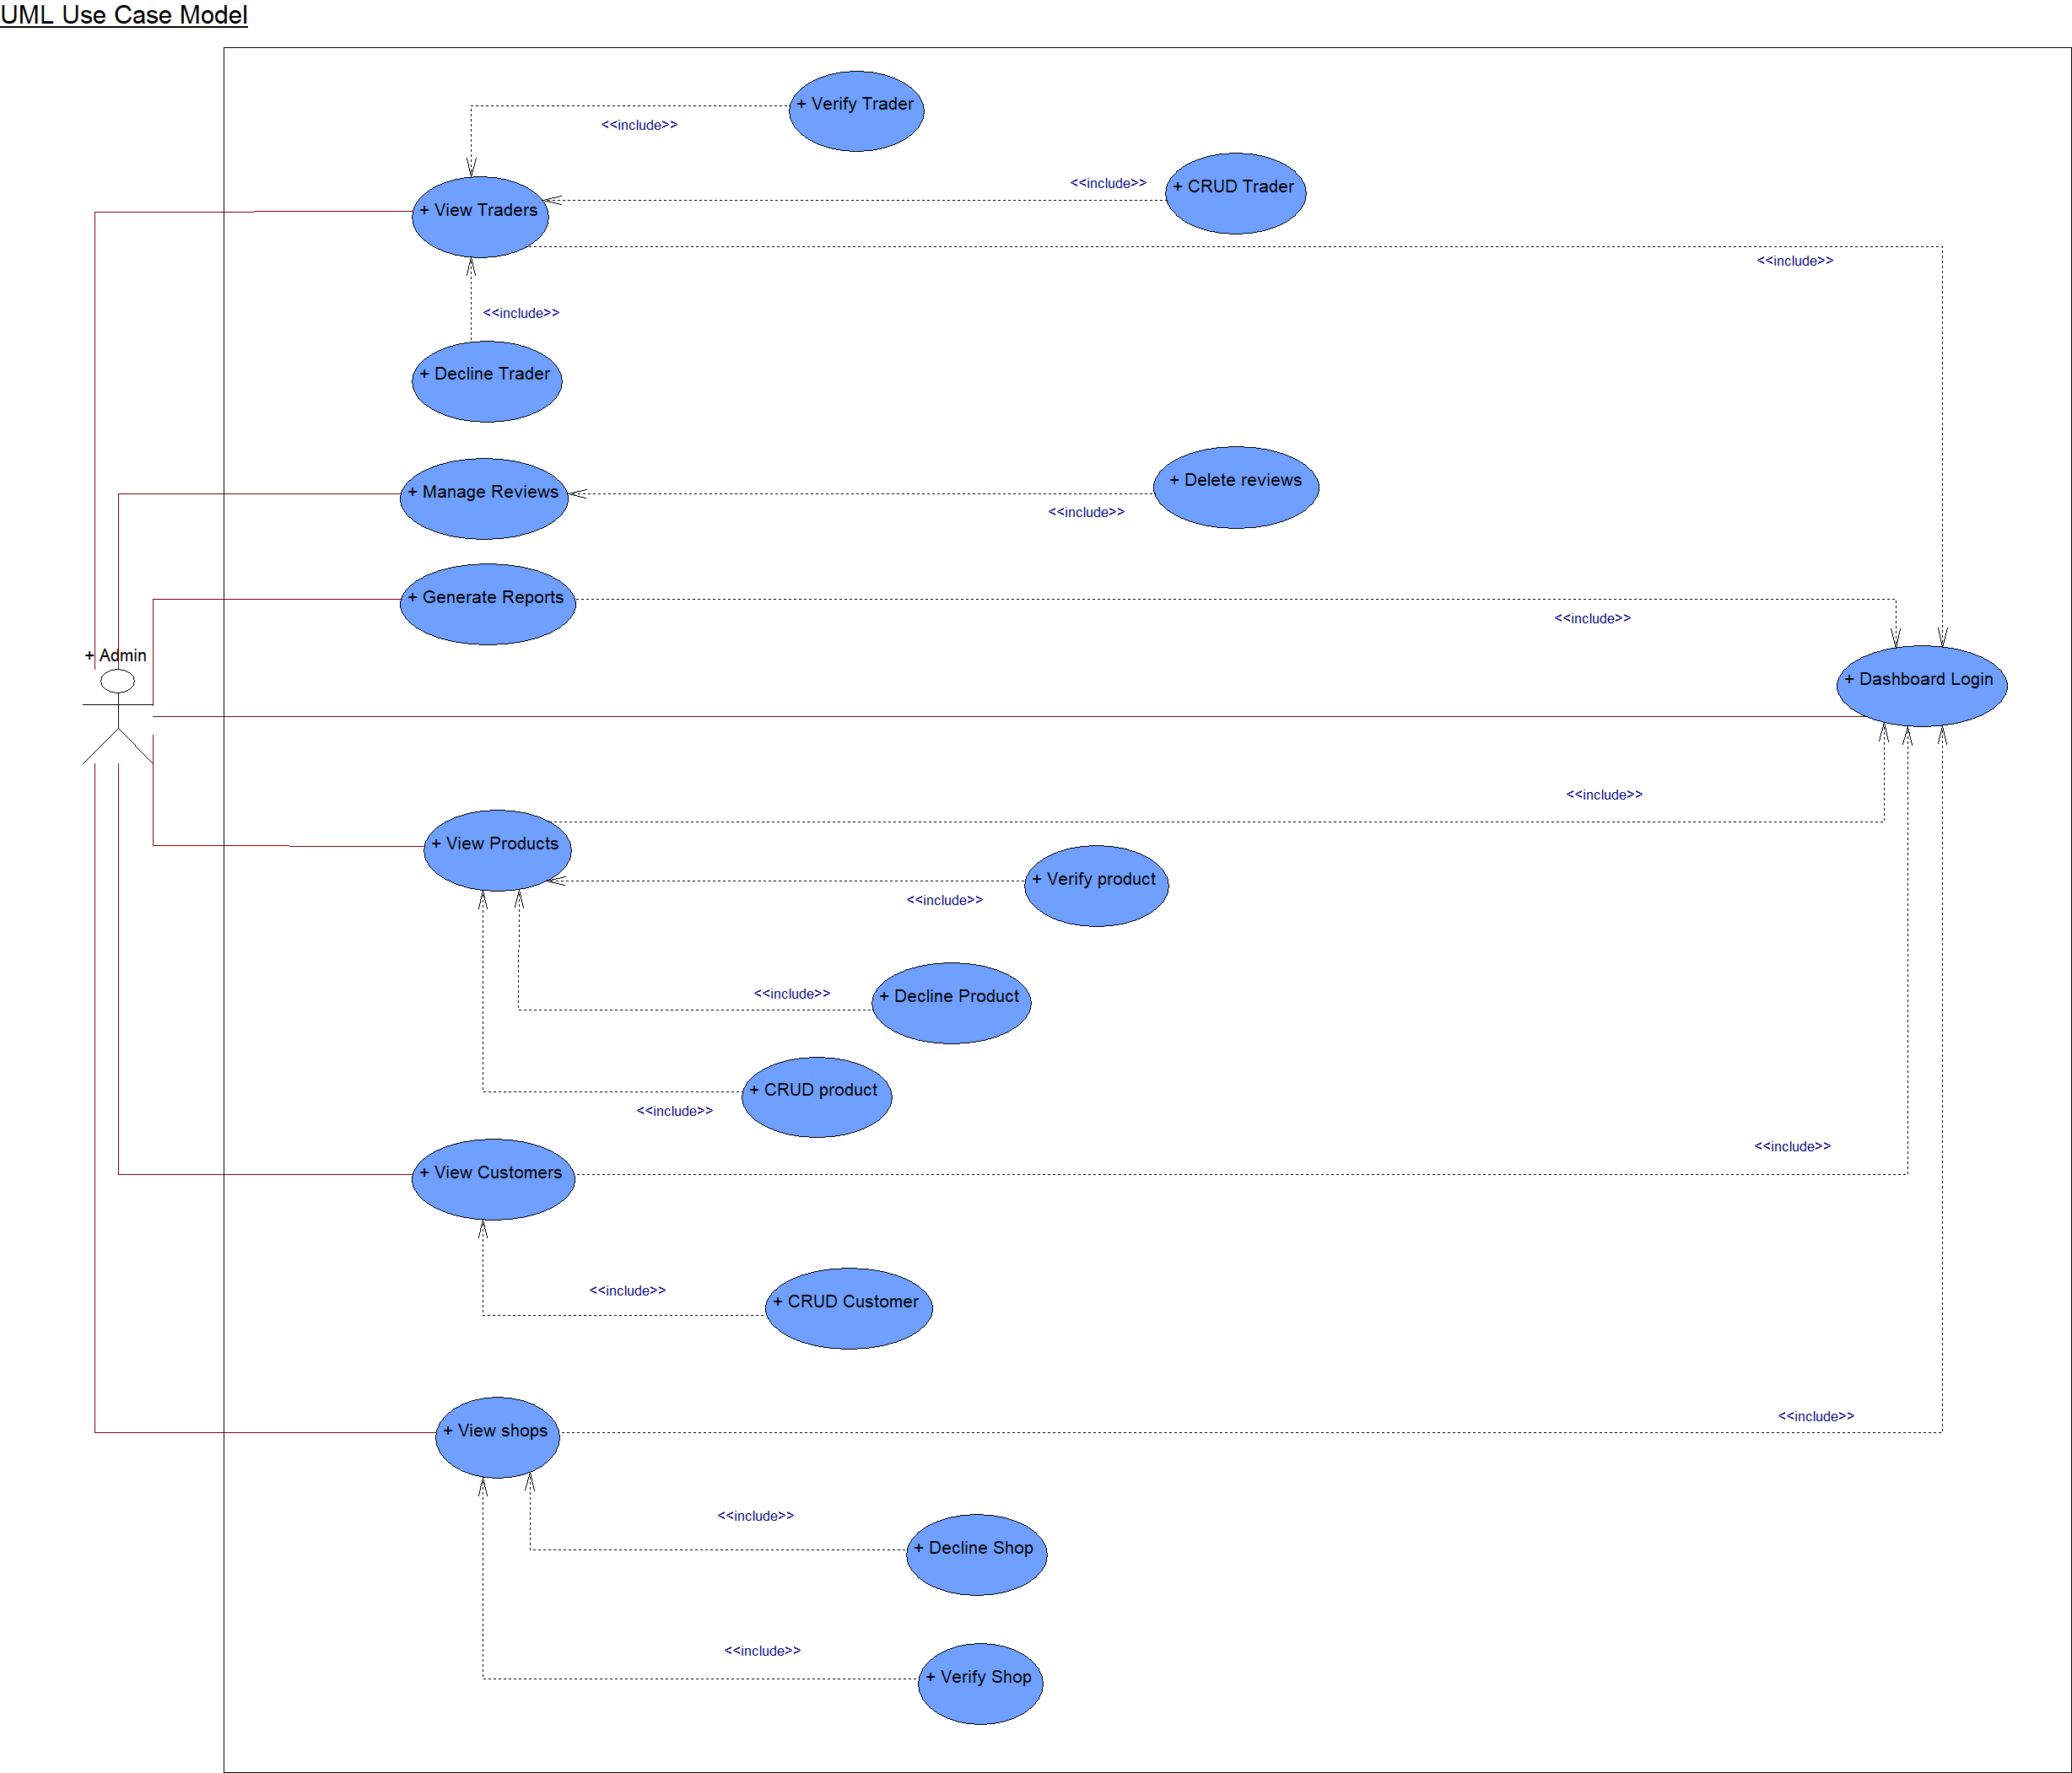 UML Use Case Model
+ Verify Trader
<<include>>
+ CRUD Trader
<<include>>
+ View Traders
<<include>>
<<include>>
+ Decline Trader
+ Delete reviews
+ Manage Reviews
<<include>>
+ Generate Reports
<<include>>
+ Admin
+ Dashboard Login
<<include>>
+ View Products
+ Verify product
<<include>>
<<include>>
+ Decline Product
+ CRUD product
<<include>>
<<include>>
+ View Customers
<<include>>
+ CRUD Customer
<<include>>
+ View shops
<<include>>
+ Decline Shop
<<include>>
+ Verify Shop